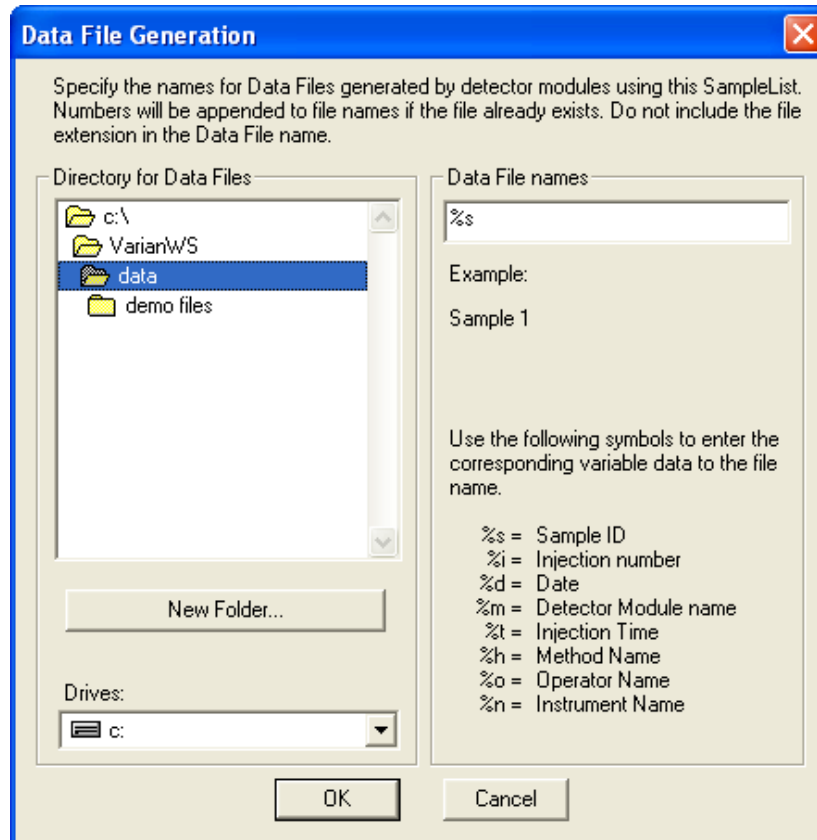 Data File Generation
Specify the names for Data Files generated by detector modules using this SampleList.
Numbers will be appended to file names if the file already exists. Do not include the file
extension in the Data File name.
Directory for Data Files
c:\
VarianWS
data
demo files
New Folder...
Drives:
c:
Data File names
%s
Example:
Sample 1
Use the following symbols to enter the
corresponding variable data to the file
name.
%s = Sample ID
%i = Injection number
%d = Date
%m = Detector Module name
%t = Injection Time
%h = Method Name
%o = Operator Name
%n = Instrument Name
OK
Cancel